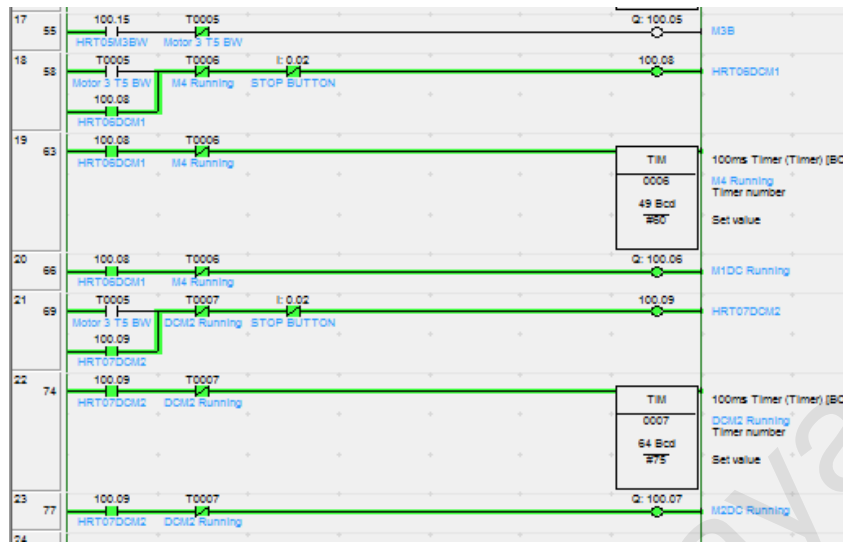 17 55 100.15 T0005 Q: 100.05
HRT05M3BW Motor 3 T5 BW M3B
18 58 T0005 T0006 I: 0.02 100.08
Motor 3 T5 BW M4 Running STOP BUTTON HRT06DCM1
100.08
HRT06DCM1
19 63 100.08 T0006
HRT06DCM1 M4 Running
TIM 100ms Timer (Timer) [BC
0006 M4 Running
Timer number
49 Bcd
#60 Set value
20 66 100.08 T0006 Q: 100.06
HRT06DCM1 M4 Running M1DC Running
21 69 T0005 T0007 I: 0.02 100.09
Motor 3 T5 BW DCM2 Running STOP BUTTON HRT07DCM2
100.09
HRT07DCM2
22 74 100.09 T0007
HRT07DCM2 DCM2 Running
TIM 100ms Timer (Timer) [BC
0007 DCM2 Running
Timer number
64 Bcd
#75 Set value
23 77 100.09 T0007 Q: 100.07
HRT07DCM2 DCM2 Running M2DC Running
24